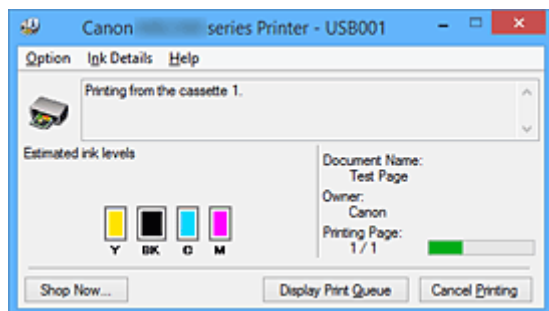 Canon series Printer - USB001
Option Ink Details Help
Printing from the cassette 1.
Estimated ink levels
Y BK C M
Document Name:
Test Page
Owner:
Canon
Printing Page:
1 / 1
Shop Now... Display Print Queue Cancel Printing